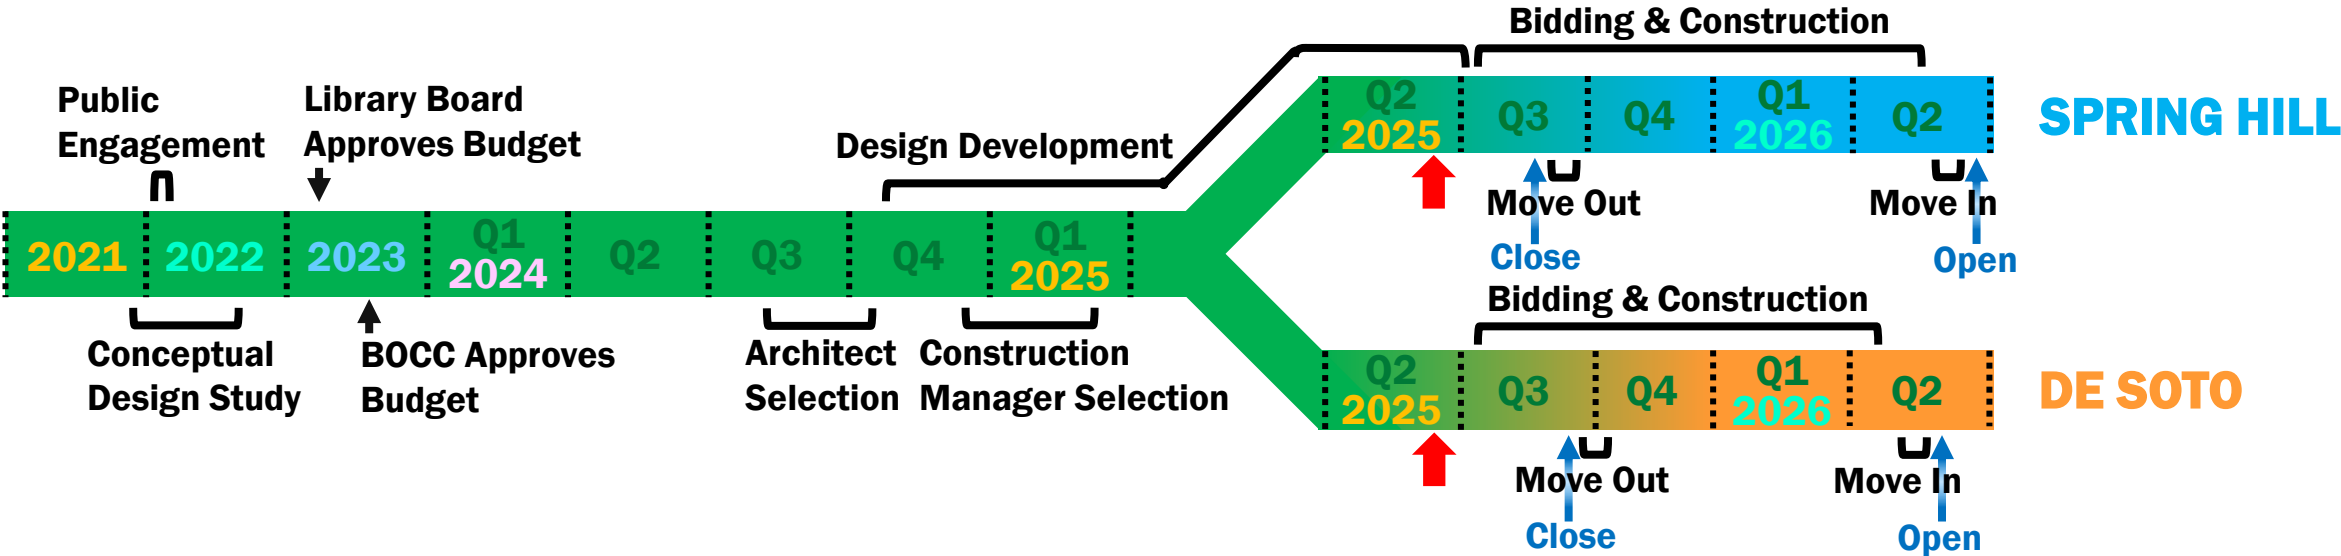 Bidding & Construction
Public
Engagement
Library Board
Approves Budget
Design Development
Q2
2025
Q3
Q4
Q1
2026
Q2
SPRING HILL
Move Out
Move In
Close
Open
2021
2022
2023
Q1
2024
Q2
Q3
Q4
Q1
2025
Conceptual
Design Study
BOCC Approves
Budget
Architect
Selection
Construction
Manager Selection
Bidding & Construction
Q2
2025
Q3
Q4
Q1
2026
Q2
DE SOTO
Move Out
Move In
Close
Open